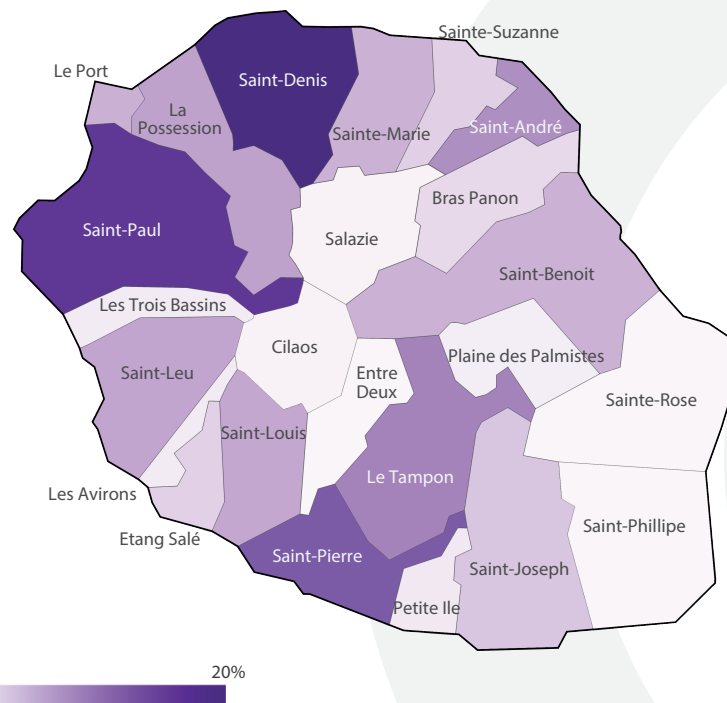 Sainte-Suzanne
Le Port
Saint-Denis
La
Possession
Sainte-Marie
Saint-André
Bras Panon
Saint-Paul
Salazie
Saint-Benoit
Les Trois Bassins
Cilaos
Plaine des Palmistes
Saint-Leu
Entre
Deux
Sainte-Rose
Saint-Louis
Le Tampon
Les Avirons
Saint-Phillipe
Etang Salé
Saint-Pierre
Saint-Joseph
Petite Ile
20%